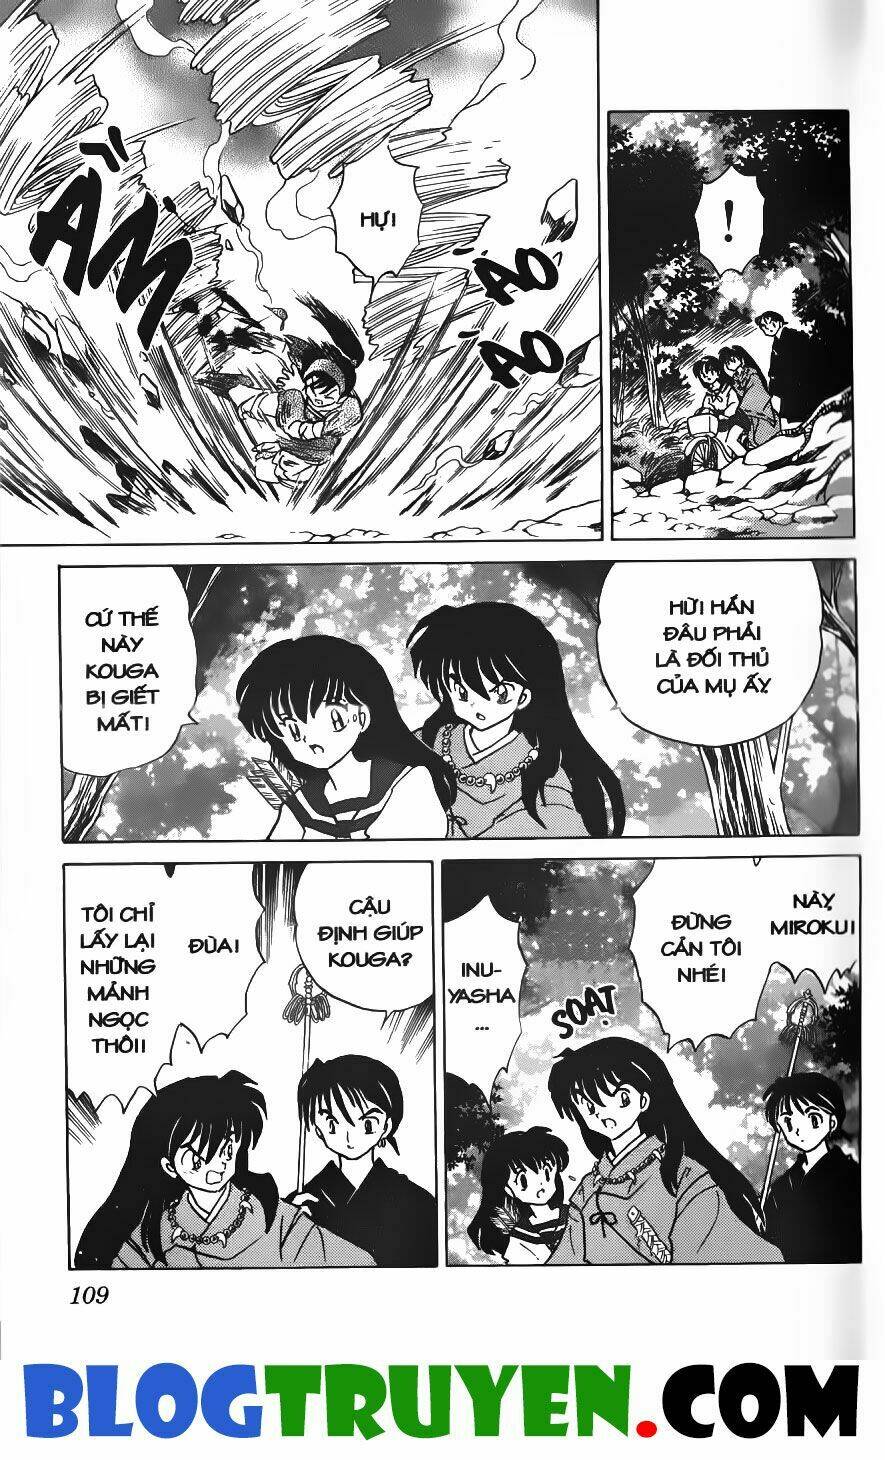 !
HỰ!
ẦM
ÀO
ÀO
HỪ! HẮN
ĐÂU PHẢI
LÀ ĐỐI THỦ
CỦA MỤ ẤY.
CỨ THẾ
NÀY
KOUGA
BỊ GIẾT
MẤT!
NÀY,
MIROKU!
ĐỪNG
CẢN TÔI
NHÉ!
SOẠT
INU-
YASHA
...
CẬU
ĐỊNH GIÚP
KOUGA?
ĐÙA!
TÔI CHỈ
LẤY LẠI
NHỮNG
MẢNH
NGỌC
THÔI!
109
BLOGTRUYEN.COM